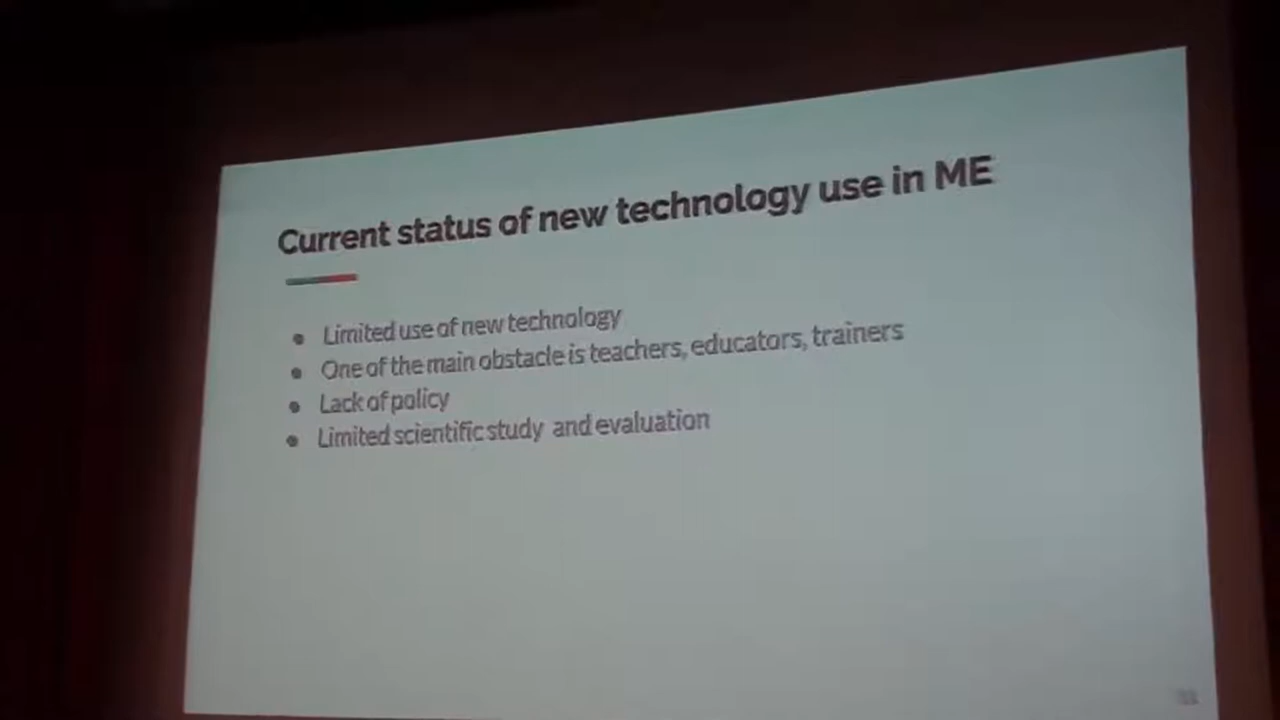 Current status of new technology use in ME
Limited use of new technology
One of the main obstacle is teachers, educators, trainers
Lack of policy
Limited scientific study and evaluation